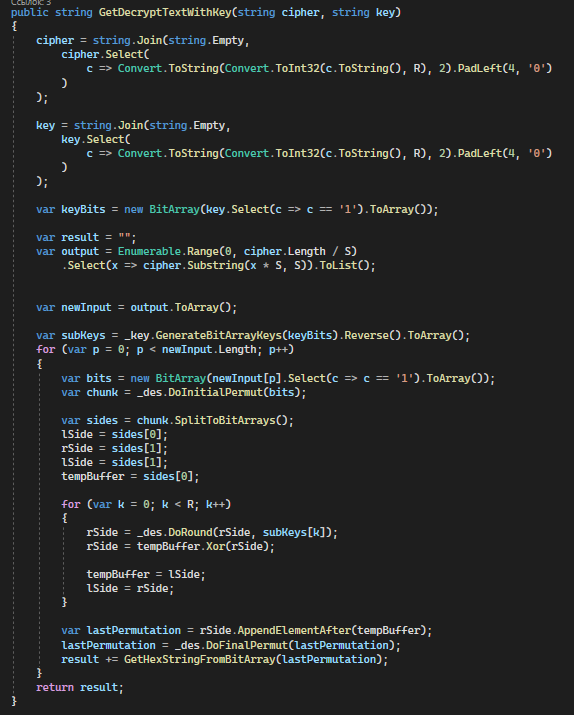 Ссылок: 3
public string GetDecryptTextWithKey(string cipher, string key)
{
    cipher = string.Join(string.Empty,
        cipher.Select(
            c => Convert.ToString(Convert.ToInt32(c.ToString(), R), 2).PadLeft(4, '0')
        )
    );

    key = string.Join(string.Empty,
        key.Select(
            c => Convert.ToString(Convert.ToInt32(c.ToString(), R), 2).PadLeft(4, '0')
        )
    );

    var keyBits = new BitArray(key.Select(c => c == '1').ToArray());

    var result = "";
    var output = Enumerable.Range(0, cipher.Length / S)
        .Select(x => cipher.Substring(x * S, S)).ToList();


    var newInput = output.ToArray();

    var subKeys = _key.GenerateBitArrayKeys(keyBits).Reverse().ToArray();
    for (var p = 0; p < newInput.Length; p++)
    {
        var bits = new BitArray(newInput[p].Select(c => c == '1').ToArray());
        var chunk = _des.DoInitialPermut(bits);

        var sides = chunk.SplitToBitArrays();
        lSide = sides[0];
        rSide = sides[1];
        lSide = sides[1];
        tempBuffer = sides[0];

        for (var k = 0; k < R; k++)
        {
            rSide = _des.DoRound(rSide, subKeys[k]);
            rSide = tempBuffer.Xor(rSide);

            tempBuffer = lSide;
            lSide = rSide;
        }

        var lastPermutation = rSide.AppendElementAfter(tempBuffer);
        lastPermutation = _des.DoFinalPermut(lastPermutation);
        result += GetHexStringFromBitArray(lastPermutation);
    }
    return result;
}